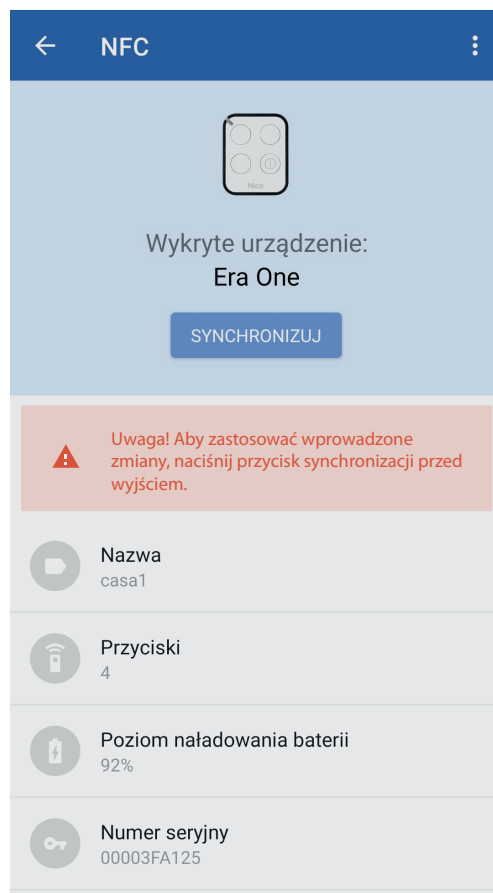 NFC
Nice
Wykryte urządzenie:
Era One
SYNCHRONIZUJ
Uwaga! Aby zastosować wprowadzone
zmiany, naciśnij przycisk synchronizacji przed
wyjściem.
Nazwa
casa1
Przyciski
4
Poziom naładowania baterii
92%
Numer seryjny
00003FA125